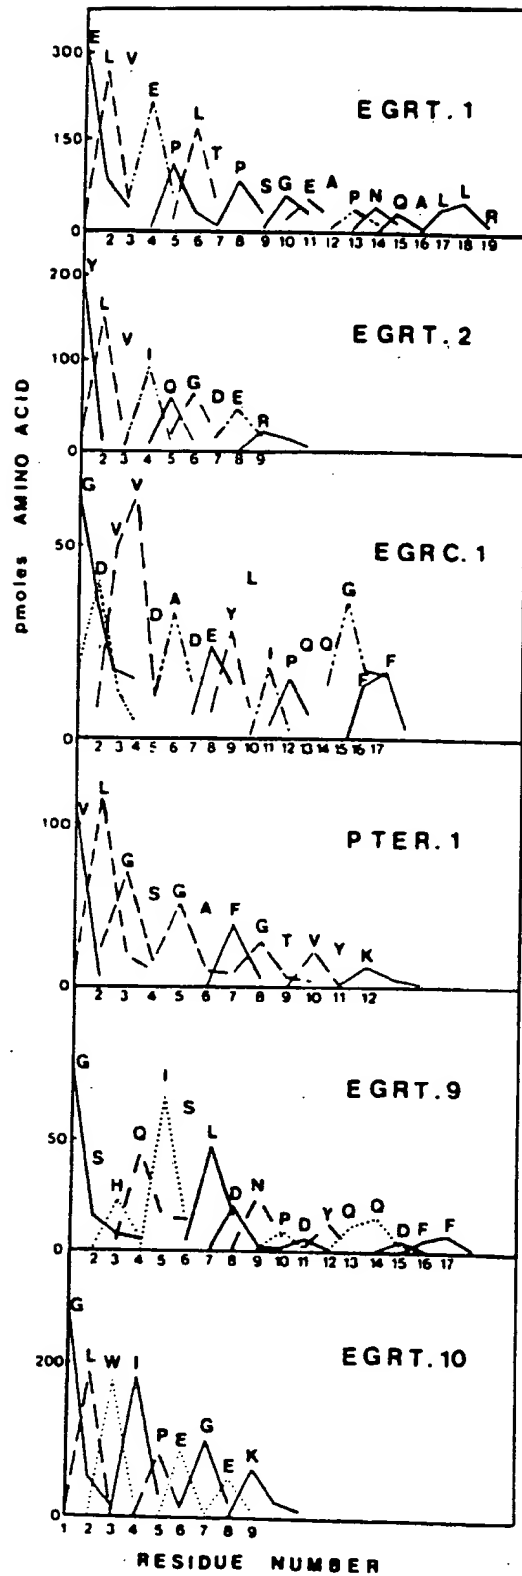 pmoles AMINO ACID
EGRT.1
300
150
0
E L V E P L T P S G E A P N Q A L L R
2 3 4 5 6 7 8 9 10 11 12 13 14 15 16 17 18 19
EGRT.2
200
100
0
Y L V I Q G D E R
2 3 4 5 6 7 8 9
EGRC.1
50
0
G D V V D A D E Y L I P Q Q G F F
2 3 4 5 6 7 8 9 10 11 12 13 14 15 16 17
PTER.1
100
0
V L G S G A F G T V Y K
2 3 4 5 6 7 8 9 10 11 12
EGRT.9
50
0
G S H Q I S L D N P D Y Q Q D F F
2 3 4 5 6 7 8 9 10 11 12 13 14 15 16 17
EGRT.10
200
0
G L W I P E G E K
1 2 3 4 5 6 7 8 9
RESIDUE NUMBER